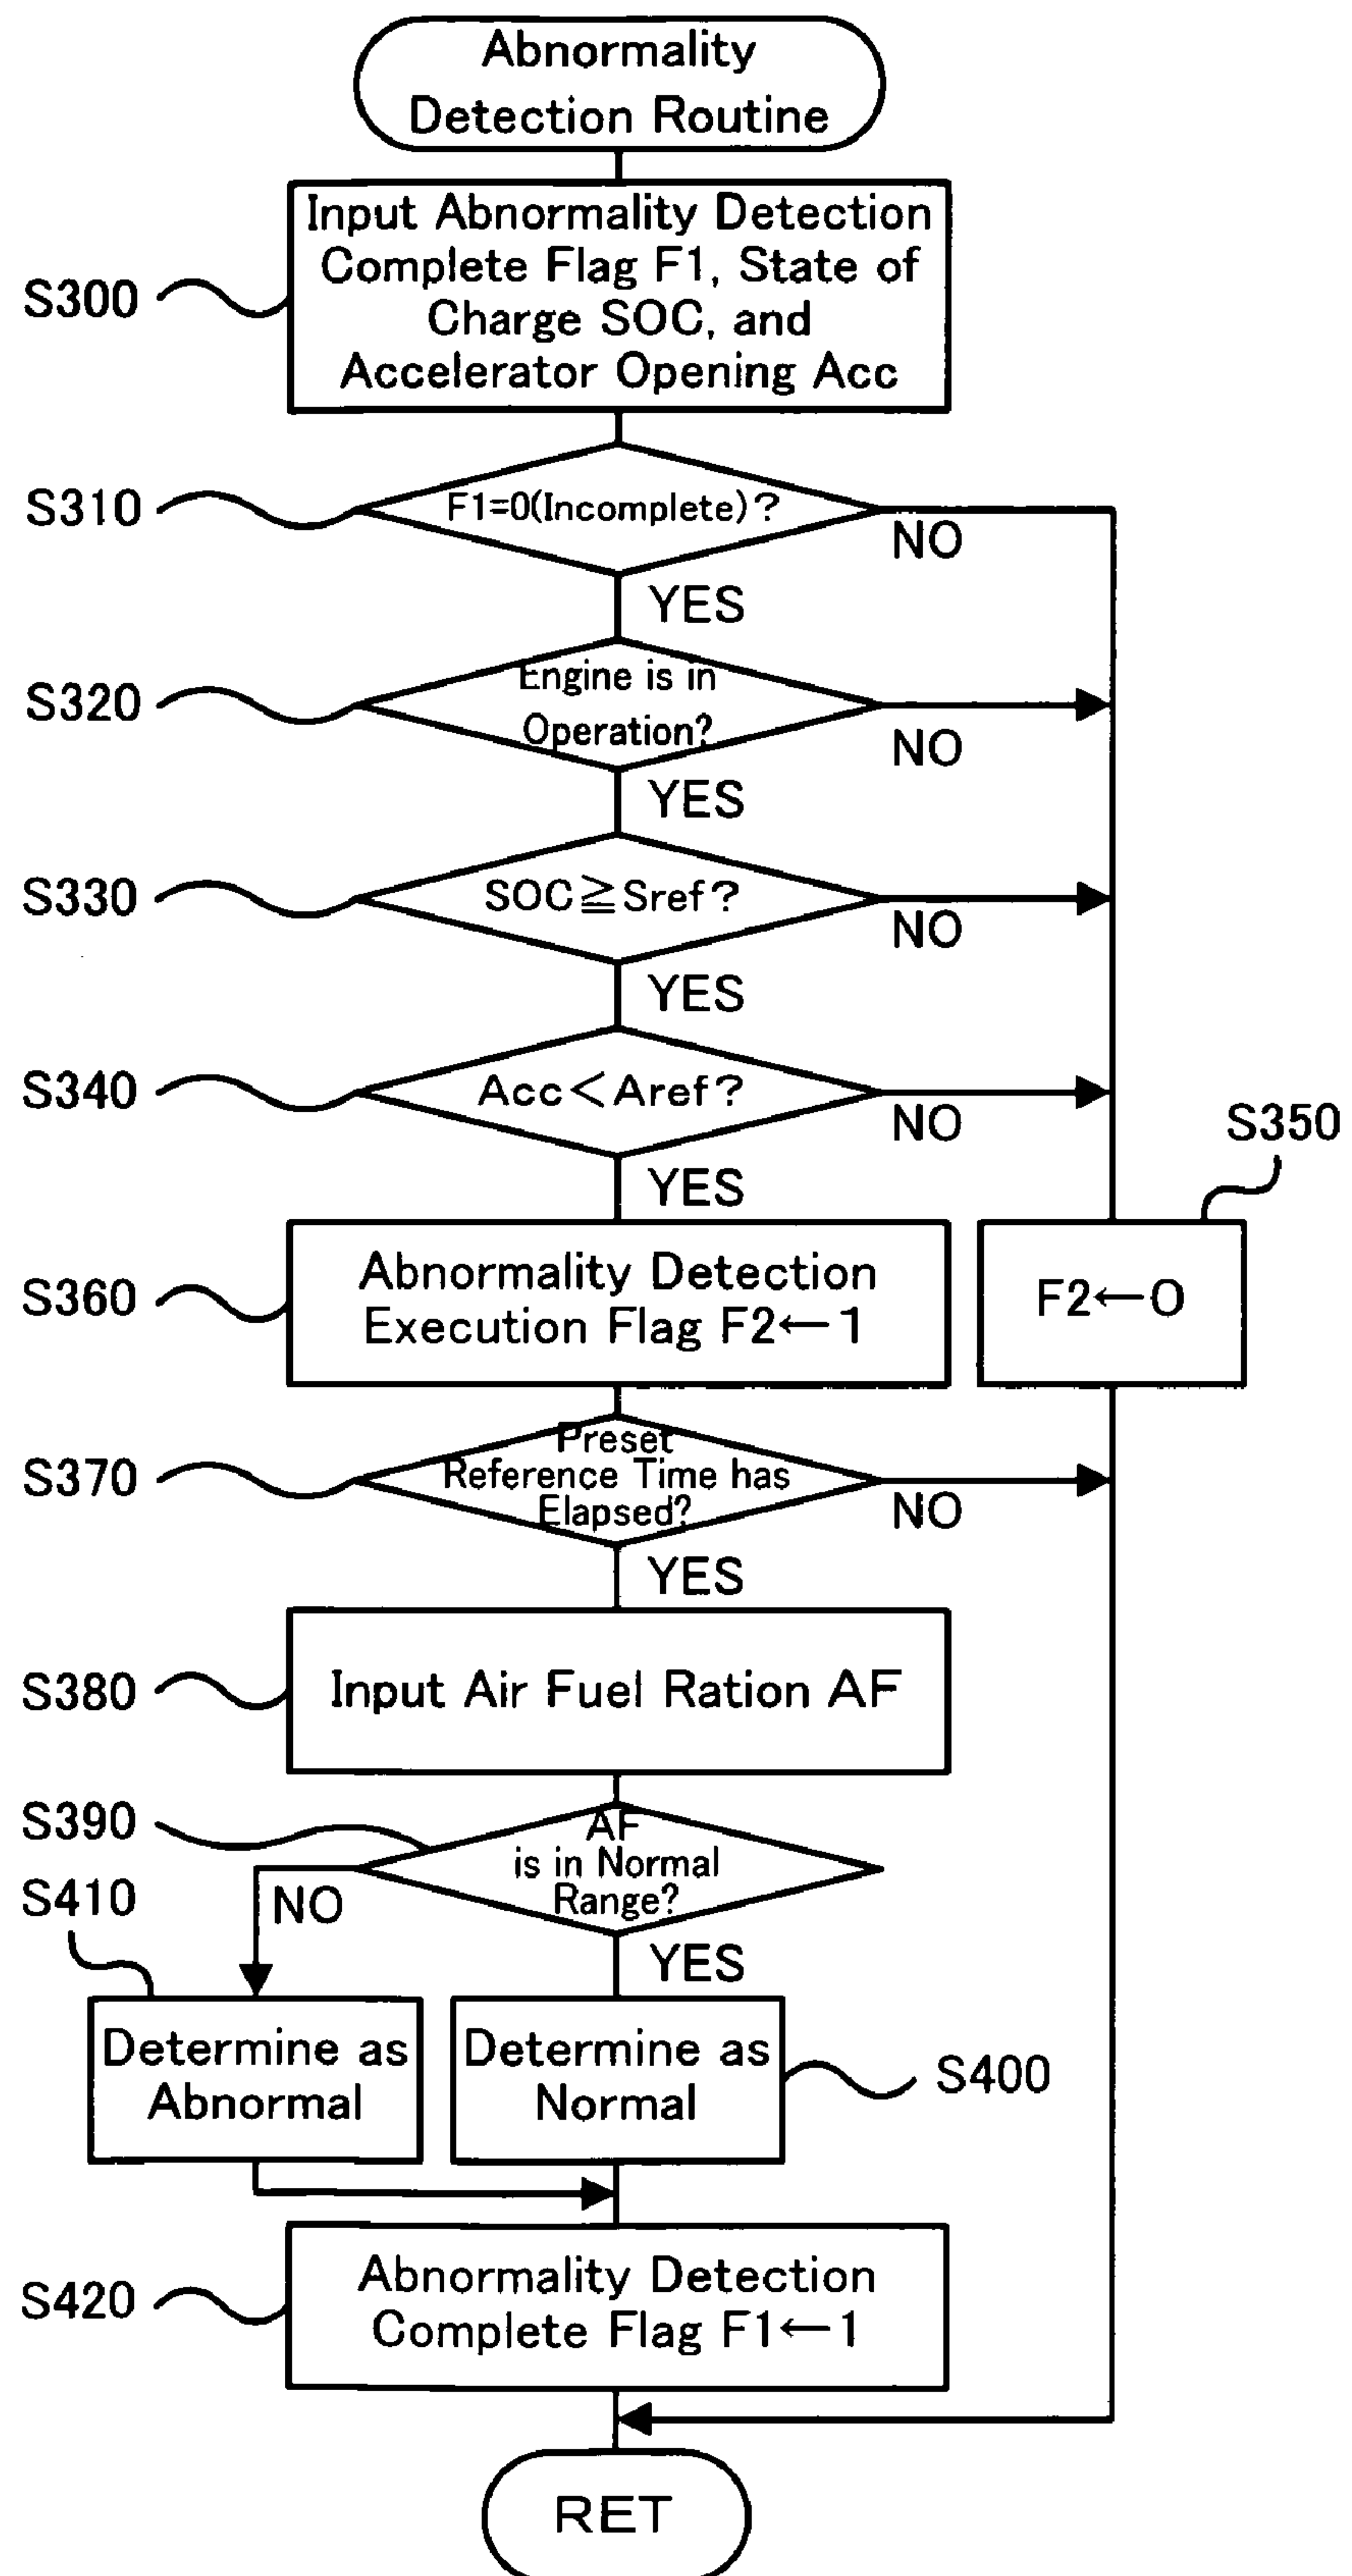 Abnormality
Detection Routine
S300
Input Abnormality Detection
Complete Flag F1, State of
Charge SOC, and
Accelerator Opening Acc
S310
F1=0(Incomplete)?
NO
YES
S320
Engine is in
Operation?
NO
YES
S330
SOC≧Sref?
NO
YES
S340
Acc<Aref?
NO
YES
S350
F2←0
S360
Abnormality Detection
Execution Flag F2←1
S370
Preset
Reference Time has
Elapsed?
NO
YES
S380
Input Air Fuel Ration AF
S390
AF
is in Normal
Range?
NO
YES
S410
Determine as
Abnormal
Determine as
Normal
S400
S420
Abnormality Detection
Complete Flag F1←1
RET